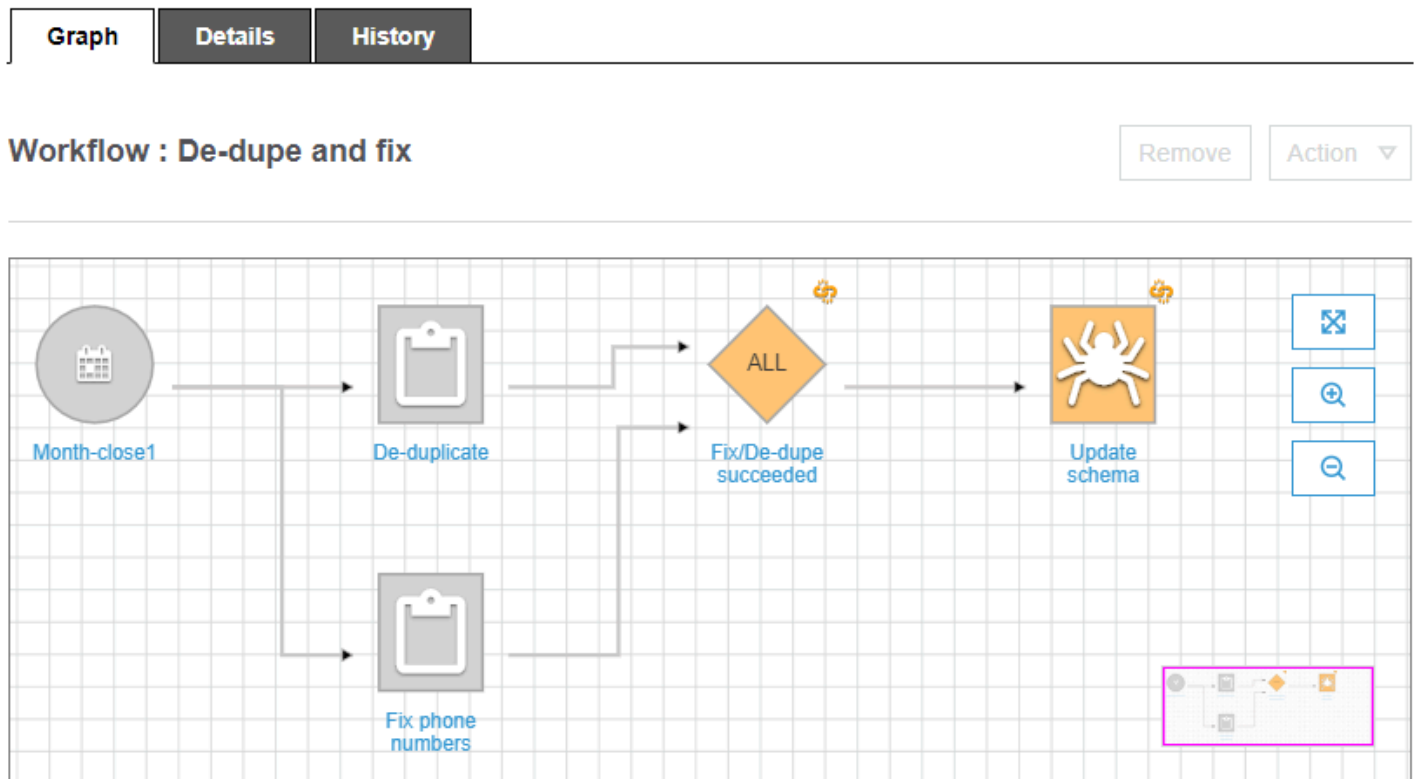 Graph
Details
History
Workflow : De-dupe and fix
Remove
Action
ALL
Month-close1
De-duplicate
Fix/De-dupe
succeeded
Update
schema
Fix phone
numbers